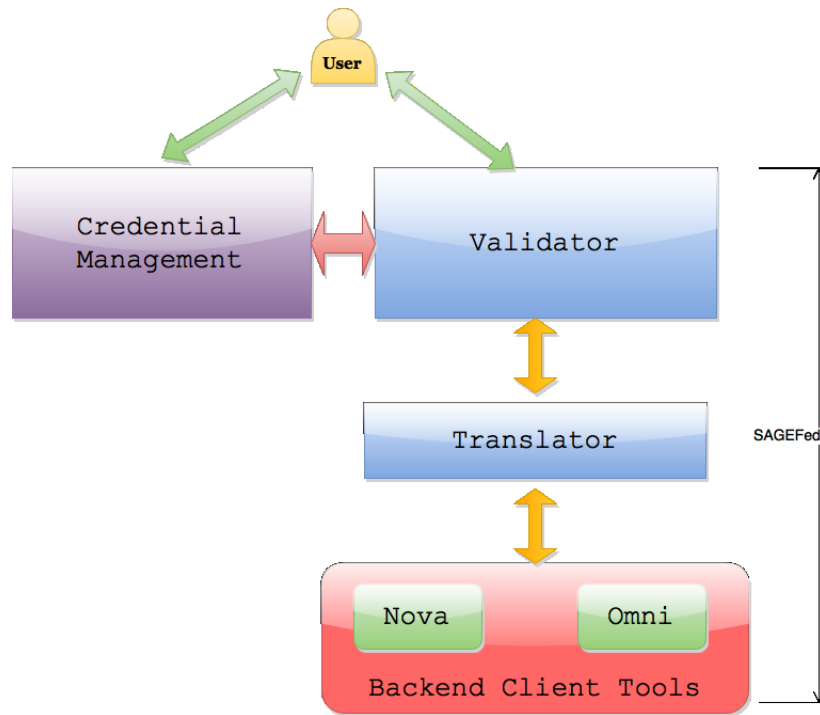 User
Credential
Management
Validator
Translator
SAGEFed
Nova
Omni
Backend Client Tools